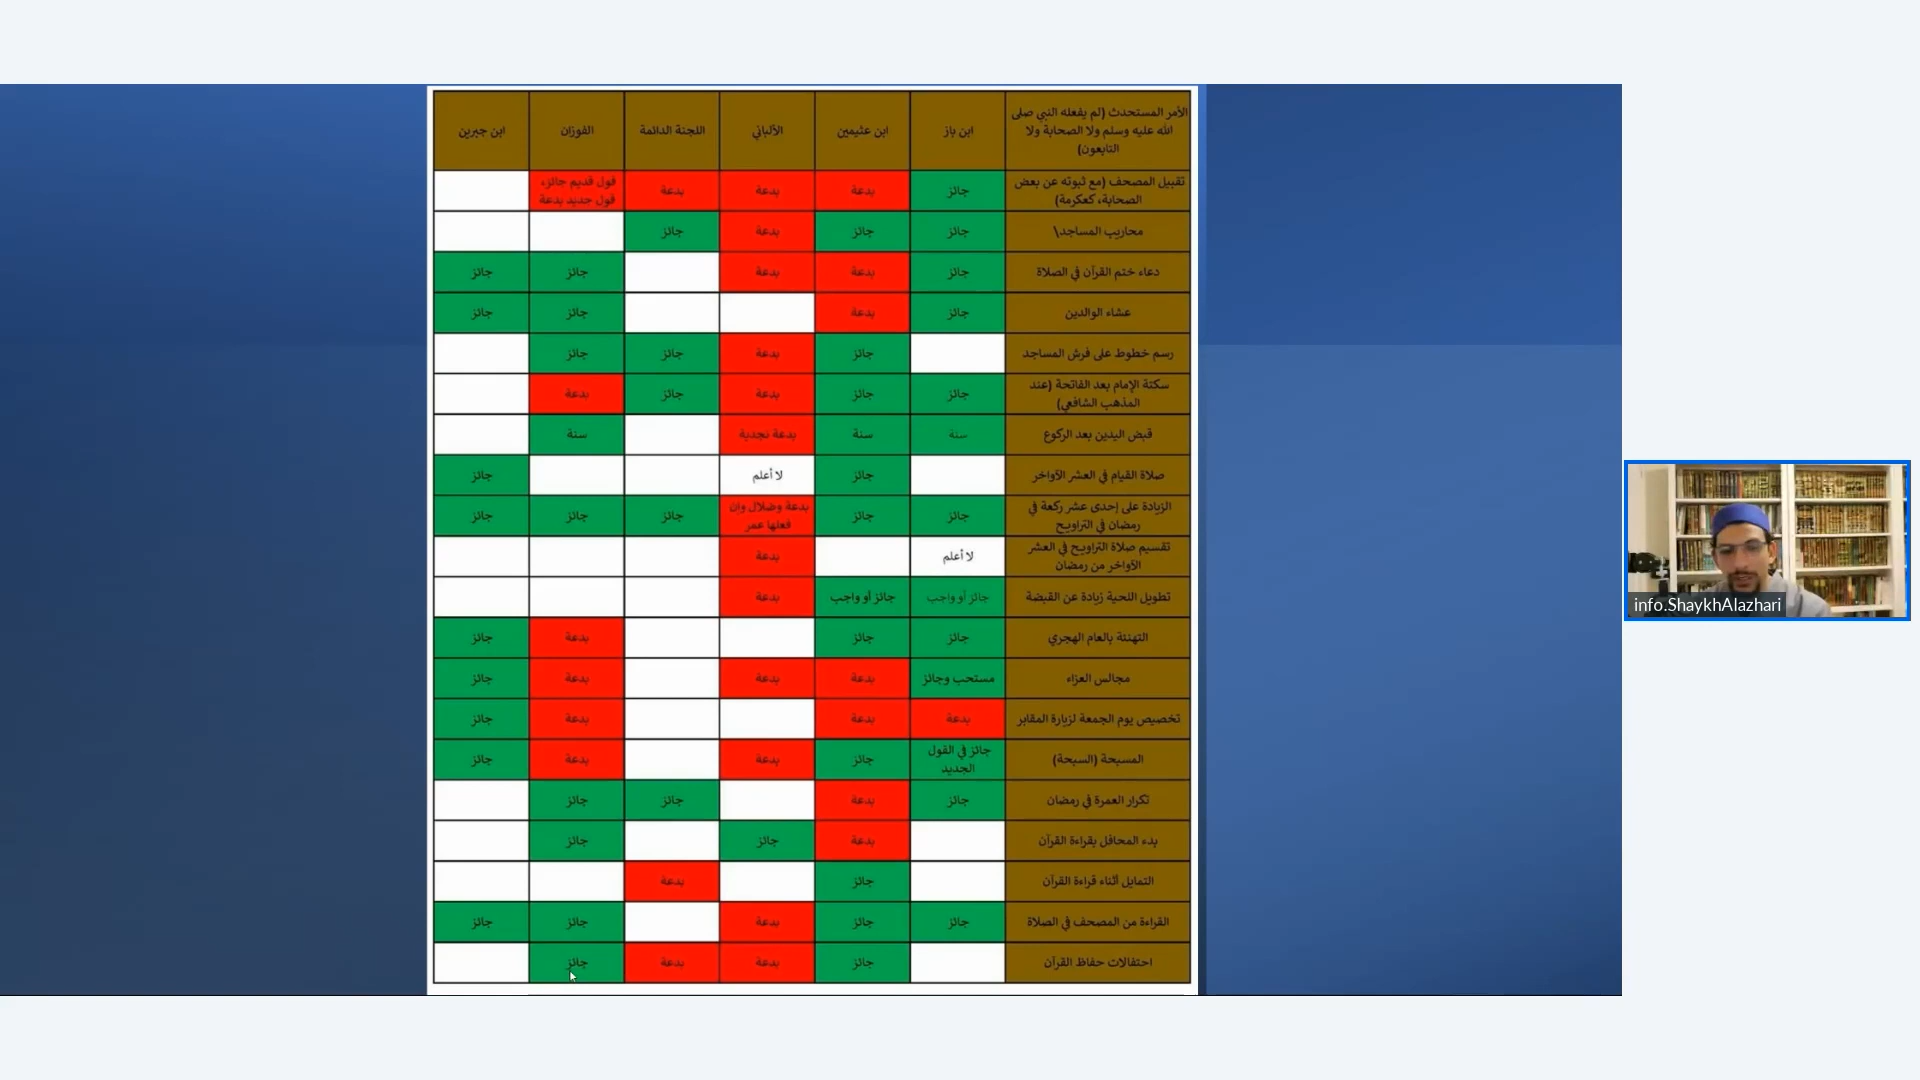 الأمر المستحدث (لم يفعله النبي صلى
الله عليه وسلم ولا الصحابة ولا
التابعون)
ابن باز
ابن عثيمين
الألباني
اللجنة الدائمة
الفوزان
ابن جبرين
تقبيل المصحف (مع ثبوته عن بعض
الصحابة، كعكرمة)
جائز
بدعة
بدعة
بدعة
قول قديم جائز،
قول جديد بدعة
محاريب المساجد\
جائز
جائز
بدعة
جائز
دعاء ختم القرآن في الصلاة
جائز
بدعة
بدعة
جائز
جائز
عشاء الوالدين
جائز
بدعة
جائز
جائز
رسم خطوط على فرش المساجد
جائز
بدعة
جائز
جائز
سكتة الإمام بعد الفاتحة (عند
المذهب الشافعي)
جائز
جائز
بدعة
جائز
بدعة
قبض اليدين بعد الركوع
سنة
سنة
بدعة نجدية
سنة
صلاة القيام في العشر الآواخر
جائز
لا أعلم
جائز
الزيادة على إحدى عشر ركعة في
رمضان في التراويح
جائز
جائز
بدعة وضلال وإن
فعلها عمر
جائز
جائز
جائز
تقسيم صلاة التراويح في العشر
الآواخر من رمضان
لا أعلم
بدعة
تطويل اللحية زيادة عن القبضة
جائز أو واجب
جائز أو واجب
بدعة
التهنئة بالعام الهجري
جائز
جائز
بدعة
جائز
مجالس العزاء
مستحب وجائز
بدعة
بدعة
بدعة
جائز
تخصيص يوم الجمعة لزيارة المقابر
بدعة
بدعة
بدعة
جائز
المسبحة (السبحة)
جائز في القول
الجديد
جائز
بدعة
بدعة
جائز
تكرار العمرة في رمضان
جائز
بدعة
جائز
جائز
بدء المحافل بقراءة القرآن
بدعة
جائز
جائز
التمايل أثناء قراءة القرآن
جائز
بدعة
القراءة من المصحف في الصلاة
جائز
جائز
بدعة
جائز
جائز
احتفالات حفاظ القرآن
جائز
بدعة
بدعة
جائز
info.ShaykhAlazhari